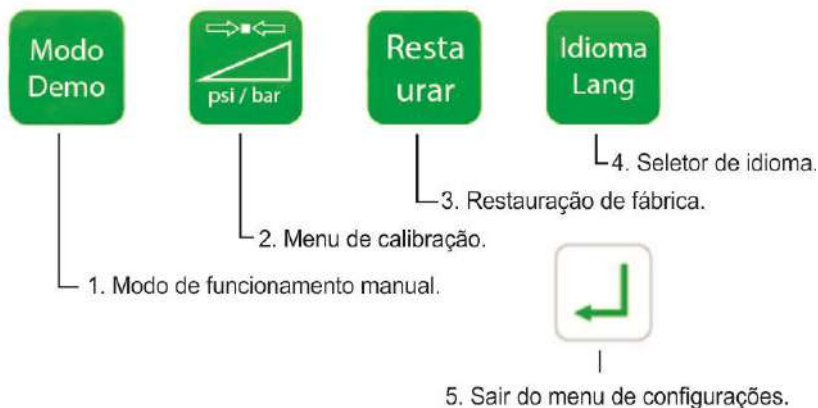 Modo
Demo
psi / bar
Resta
urar
Idioma
Lang
4. Seletor de idioma.
3. Restauração de fábrica.
2. Menu de calibração.
1. Modo de funcionamento manual.
5. Sair do menu de configurações.